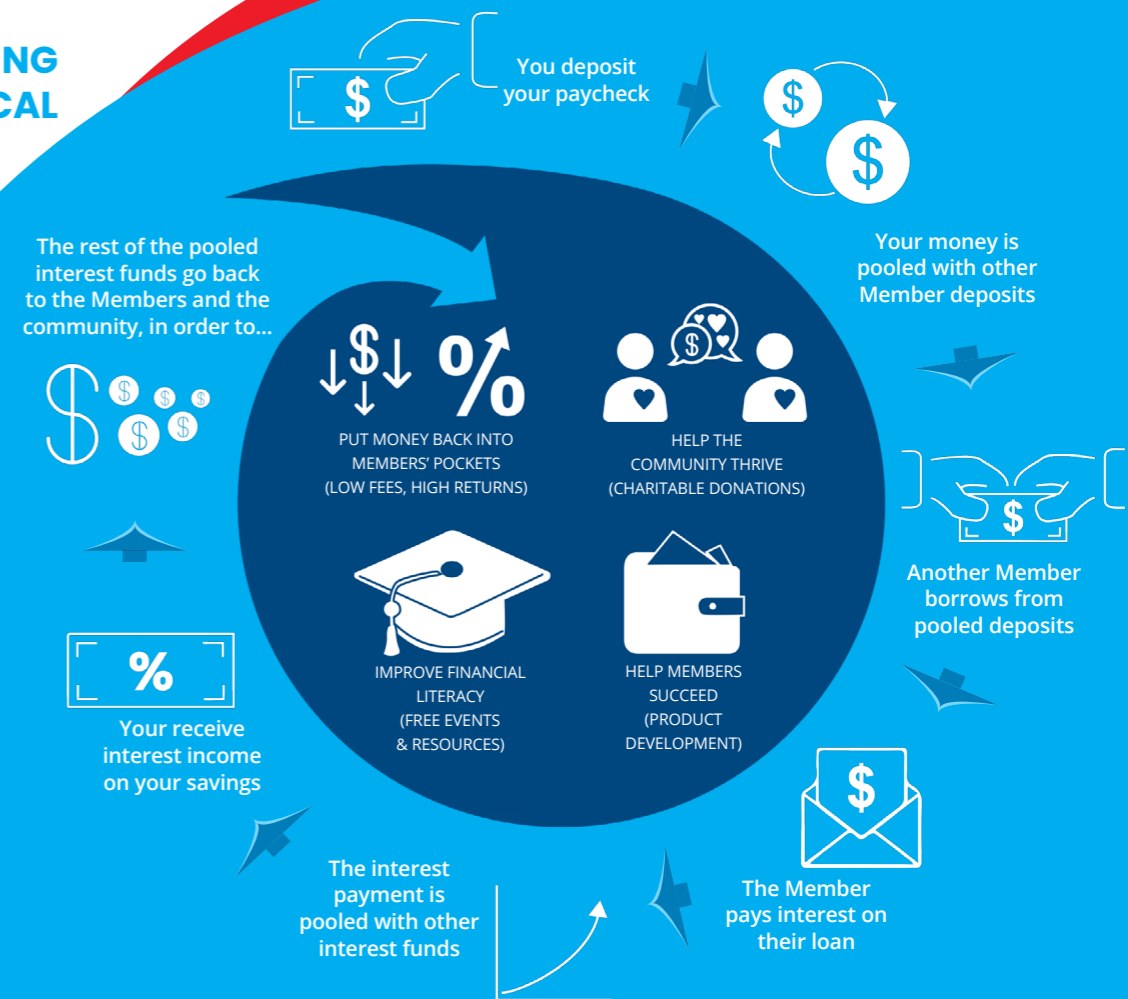 NG
CAL
You deposit
your paycheck
Your money is
pooled with other
Member deposits
Another Member
borrows from
pooled deposits
The Member
pays interest on
their loan
The interest
payment is
pooled with other
interest funds
Your receive
interest income
on your savings
The rest of the pooled
interest funds go back
to the Members and the
community, in order to...
PUT MONEY BACK INTO
MEMBERS' POCKETS
(LOW FEES, HIGH RETURNS)
HELP THE
COMMUNITY THRIVE
(CHARITABLE DONATIONS)
IMPROVE FINANCIAL
LITERACY
(FREE EVENTS
& RESOURCES)
HELP MEMBERS
SUCCEED
(PRODUCT
DEVELOPMENT)